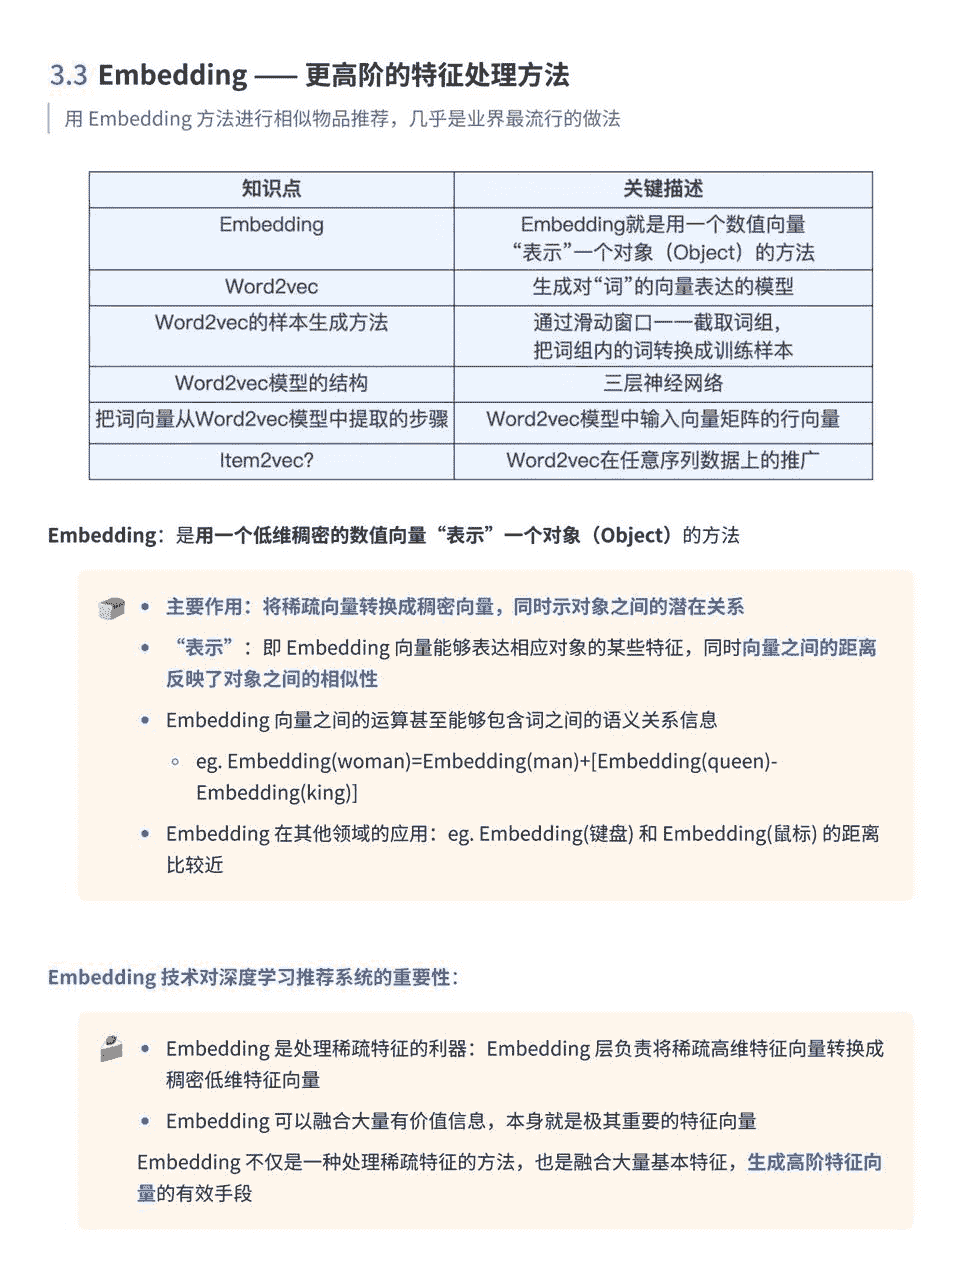 3.3 Embedding —— 更高阶的特征处理方法
用 Embedding 方法进行相似物品推荐，几乎是业界最流行的做法
知识点 关键描述
Embedding Embedding就是用一个数值向量
“表示”一个对象（Object）的方法
Word2vec 生成对“词”的向量表达的模型
Word2vec的样本生成方法 通过滑动窗口一一截取词组，
把词组内的词转换成训练样本
Word2vec模型的结构 三层神经网络
把词向量从Word2vec模型中提取的步骤 Word2vec模型中输入向量矩阵的行向量
Item2vec? Word2vec在任意序列数据上的推广
Embedding：是用一个低维稠密的数值向量“表示”一个对象（Object）的方法
• 主要作用：将稀疏向量转换成稠密向量，同时示对象之间的潜在关系
• “表示”：即 Embedding 向量能够表达相应对象的某些特征，同时向量之间的距离
反映了对象之间的相似性
• Embedding 向量之间的运算甚至能够包含词之间的语义关系信息
◦ eg. Embedding(woman)=Embedding(man)+[Embedding(queen)-
Embedding(king)]
• Embedding 在其他领域的应用：eg. Embedding(键盘) 和 Embedding(鼠标) 的距离
比较近
Embedding 技术对深度学习推荐系统的重要性：
• Embedding 是处理稀疏特征的利器：Embedding 层负责将稀疏高维特征向量转换成
稠密低维特征向量
• Embedding 可以融合大量有价值信息，本身就是极其重要的特征向量
Embedding 不仅是一种处理稀疏特征的方法，也是融合大量基本特征，生成高阶特征向
量的有效手段